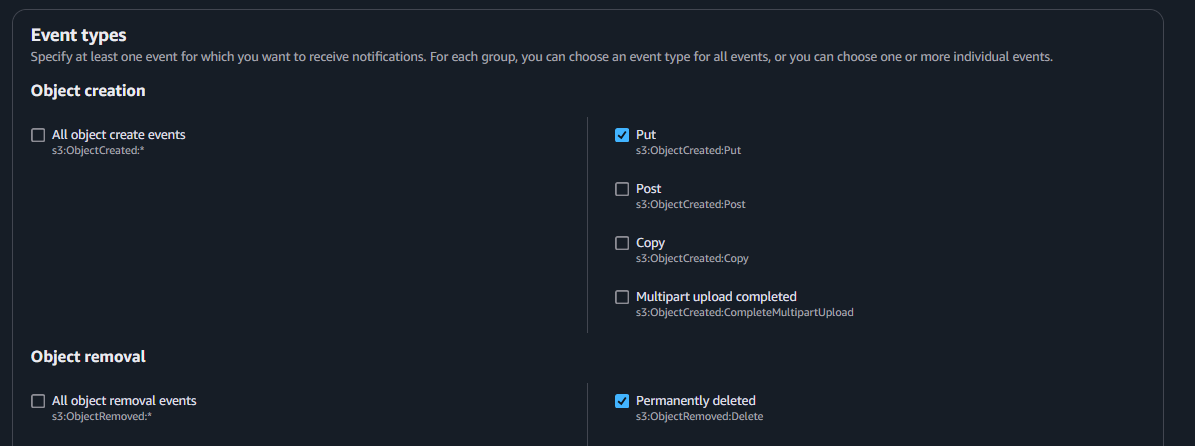 Event types
Specify at least one event for which you want to receive notifications. For each group, you can choose an event type for all events, or you can choose one or more individual events.
Object creation
All object create events
s3:ObjectCreated:*
Put
s3:ObjectCreated:Put
Post
s3:ObjectCreated:Post
Copy
s3:ObjectCreated:Copy
Multipart upload completed
s3:ObjectCreated:CompleteMultipartUpload
Object removal
All object removal events
s3:ObjectRemoved:*
Permanently deleted
s3:ObjectRemoved:Delete